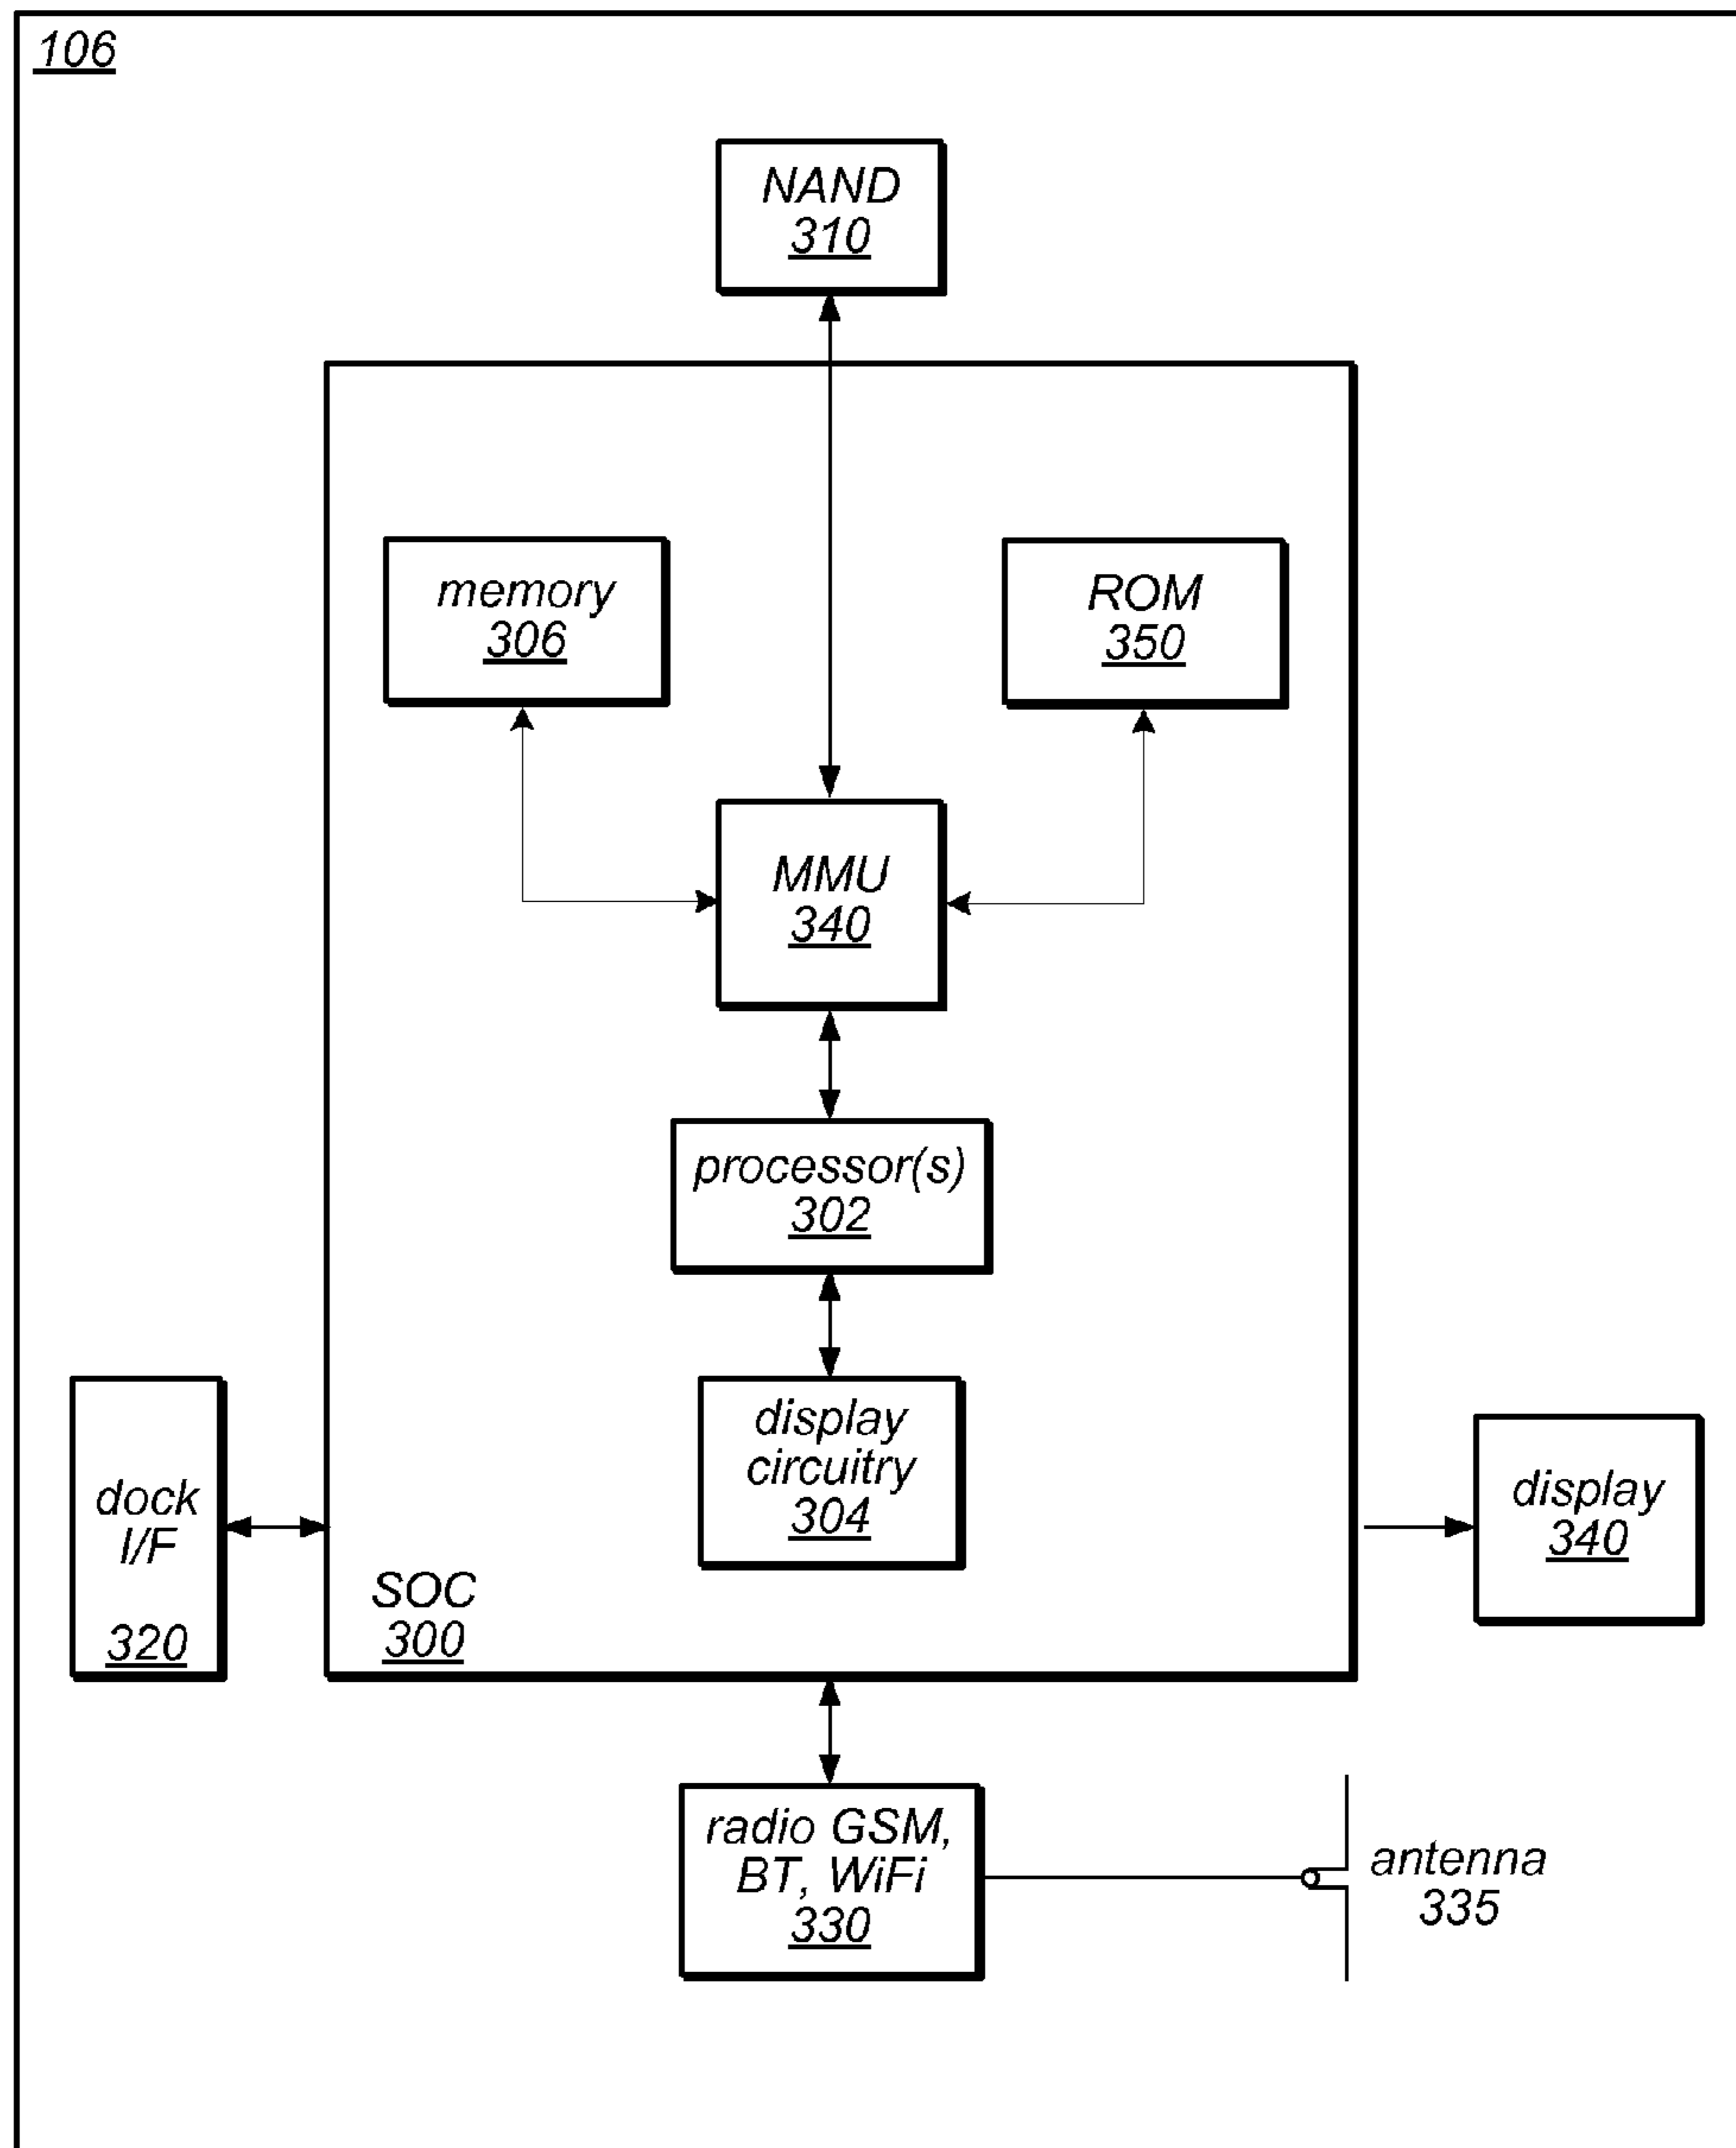 106
NAND
310
memory
306
ROM
350
MMU
340
processor(s)
302
display
circuitry
304
dock
I/F
320
SOC
300
display
340
radio GSM,
BT, WiFi
330
antenna
335